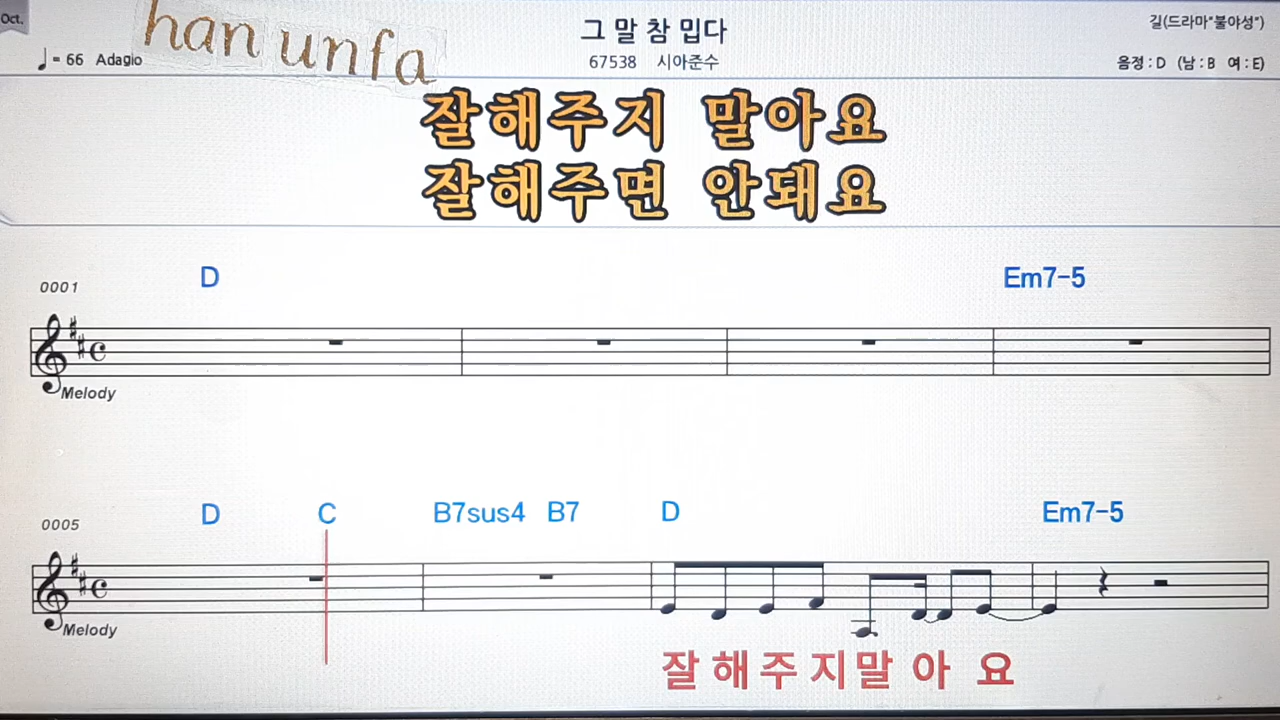 Oct.
han unfa
♩= 66 Adagio
그 말 참 밉다
67538 시아준수
길(드라마"불야성")
음정 : D (남 : B 여 : E)
잘해주지 말아요
잘해주면 안돼요
0001
D Em7-5
Melody
0005
D C B7sus4 B7 D Em7-5
Melody
잘 해 주 지 말 아 요